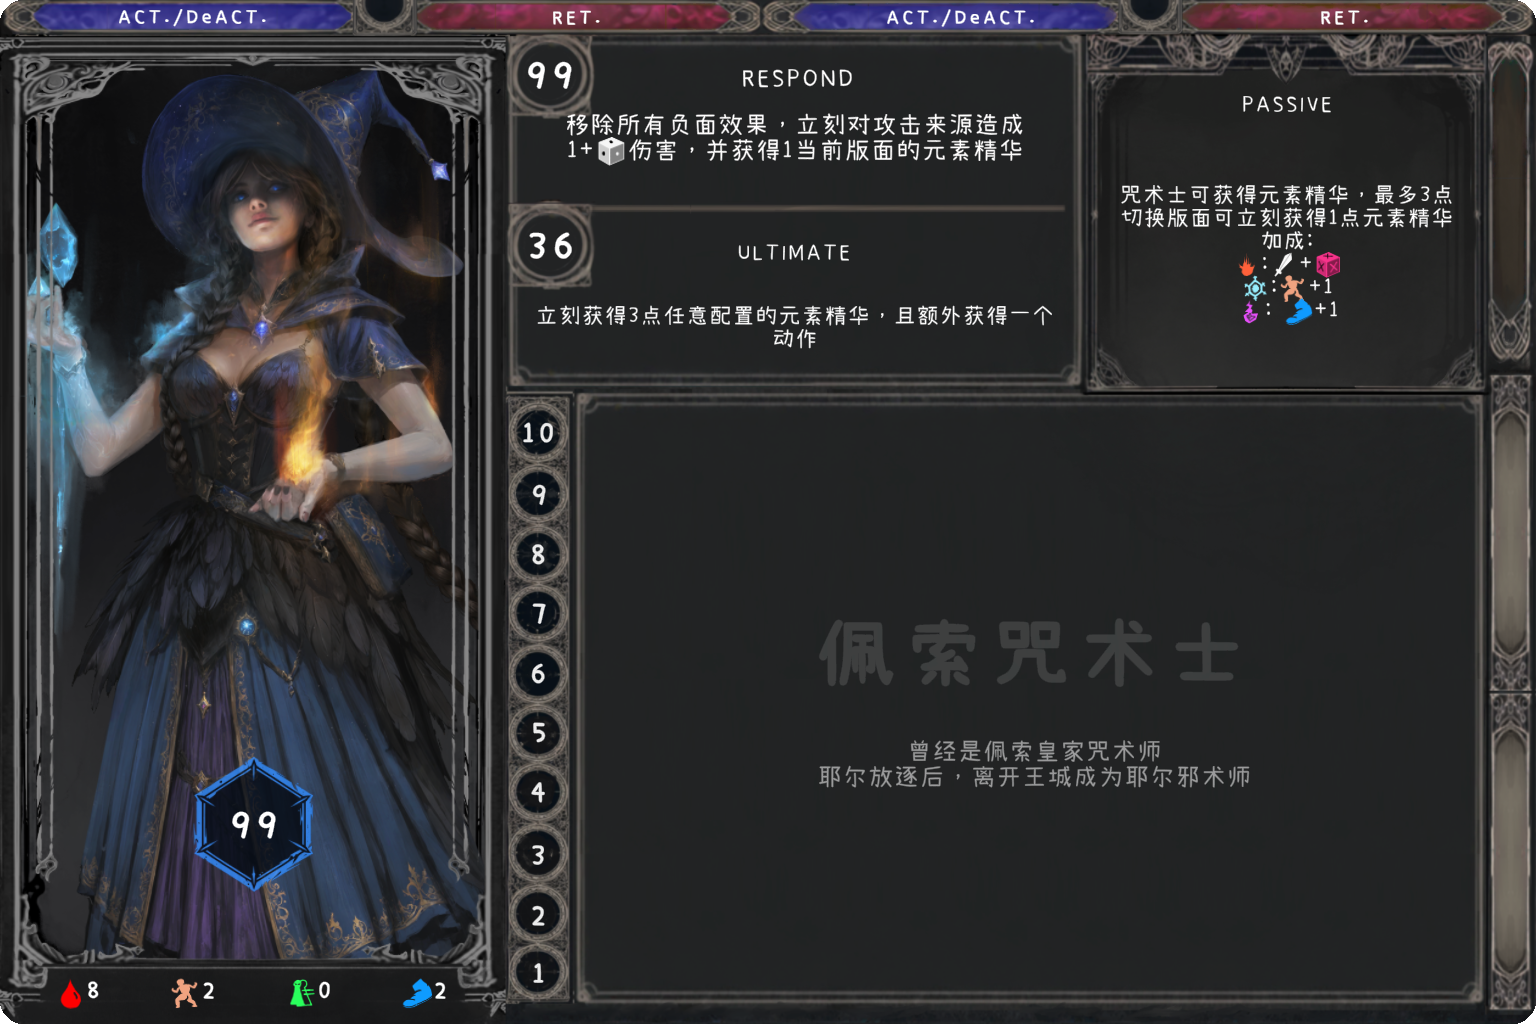 ACT./DeACT.
RET.
ACT./DeACT.
RET.
99
RESPOND
移除所有负面效果，立刻对攻击来源造成
1+伤害，并获得1当前版面的元素精华
36
ULTIMATE
立刻获得3点任意配置的元素精华，且额外获得一个
动作
PASSIVE
咒术士可获得元素精华，最多3点
切换版面可立刻获得1点元素精华
加成:
: +
: +1
: +1
10
9
8
7
6
5
4
3
2
1
佩索咒术士
曾经是佩索皇家咒术师
耶尔放逐后，离开王城成为耶尔邪术师
99
8
2
0
2